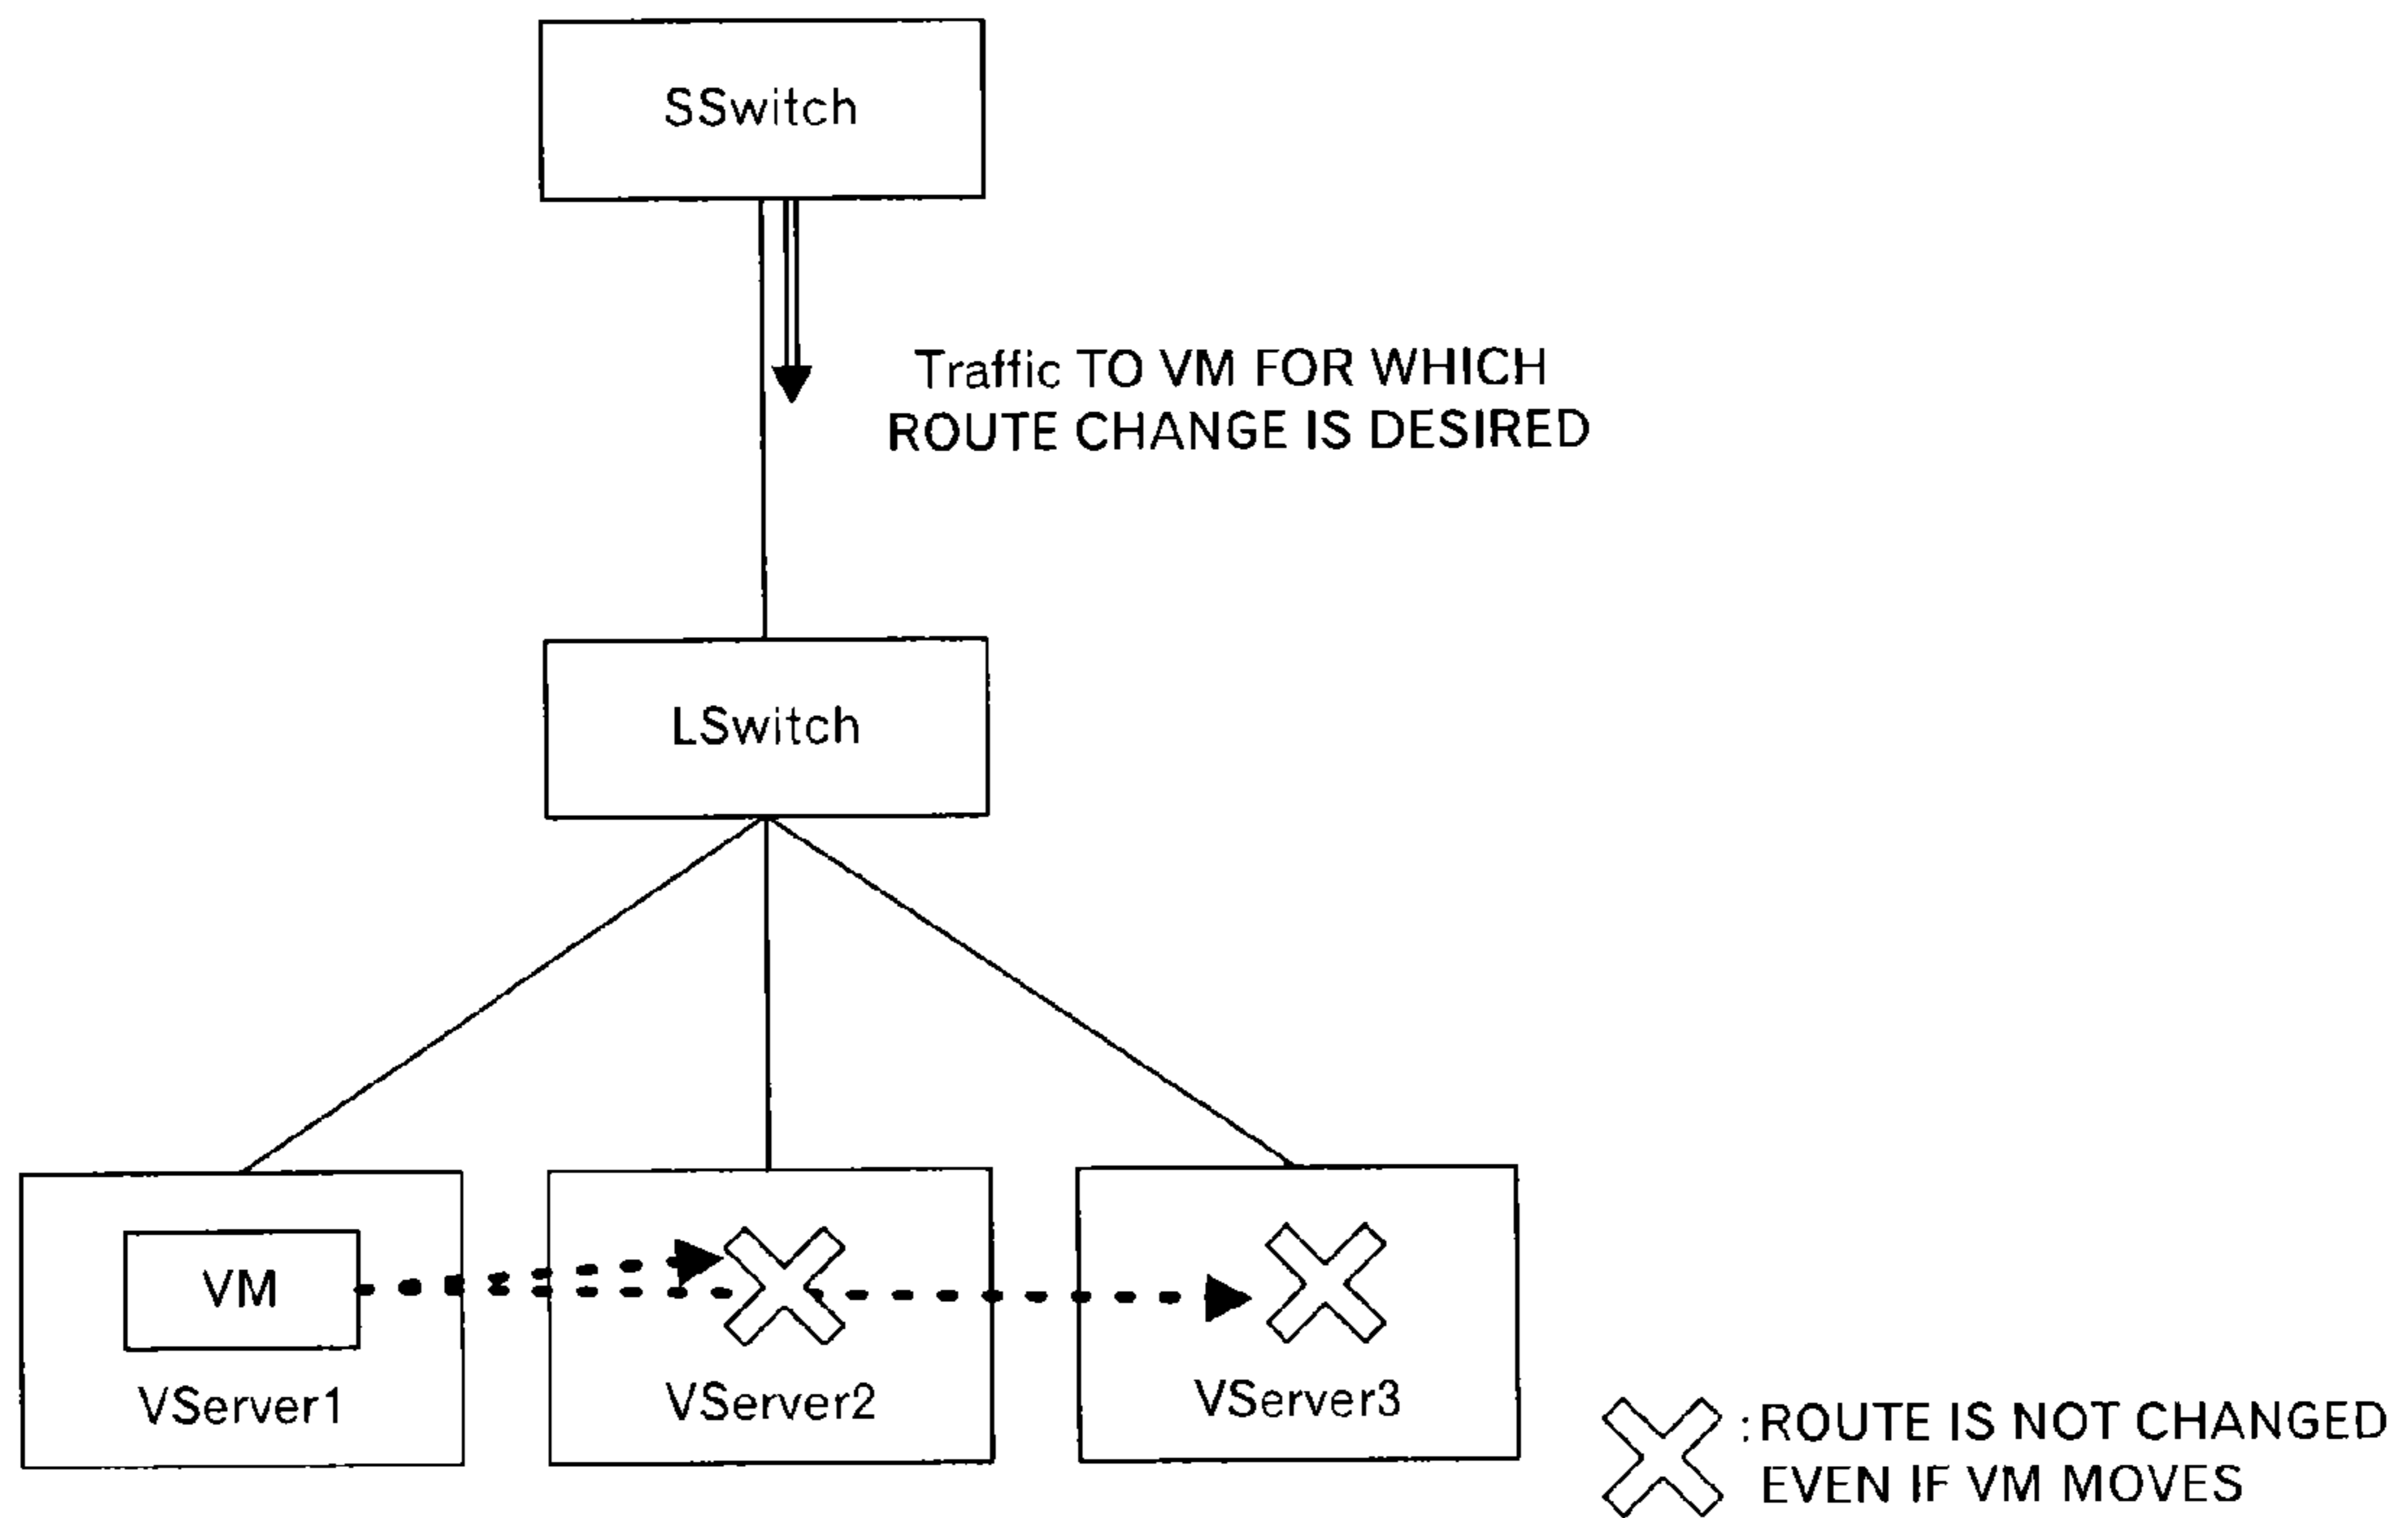 SSwitch
Traffic TO VM FOR WHICH
ROUTE CHANGE IS DESIRED
LSwitch
VM
VServer1
VServer2
VServer3
:ROUTE IS NOT CHANGED
EVEN IF VM MOVES